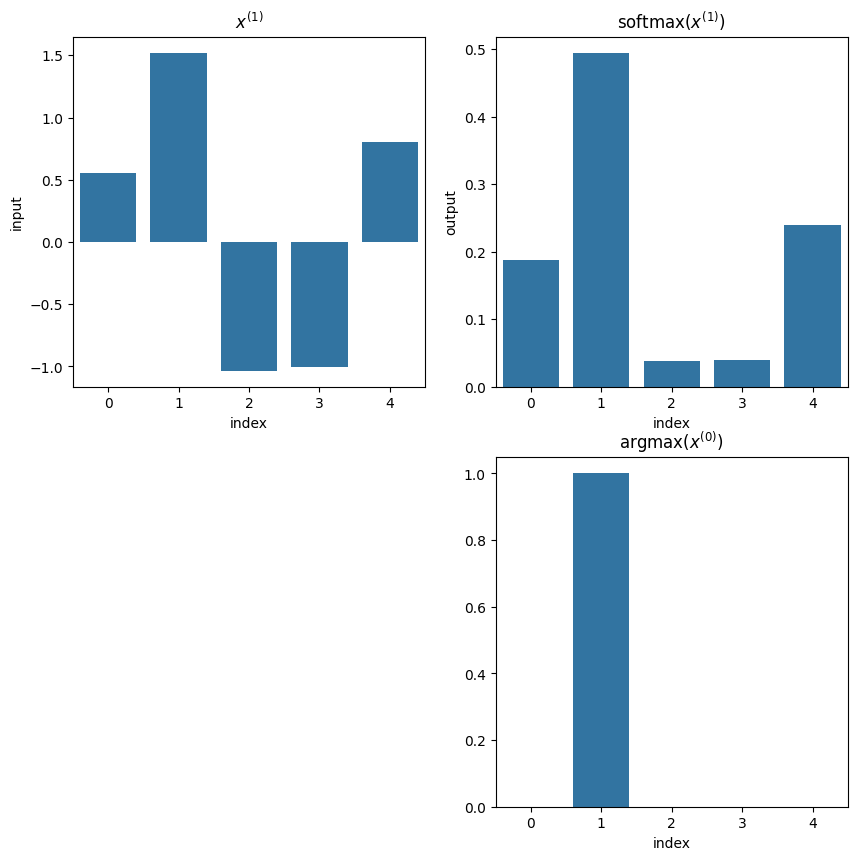 x^(1)
input
1.5
1.0
0.5
0.0
−0.5
−1.0
0 1 2 3 4
index
softmax(x^(1))
output
0.5
0.4
0.3
0.2
0.1
0.0
0 1 2 3 4
index
argmax(x^(0))
1.0
0.8
0.6
0.4
0.2
0.0
0 1 2 3 4
index